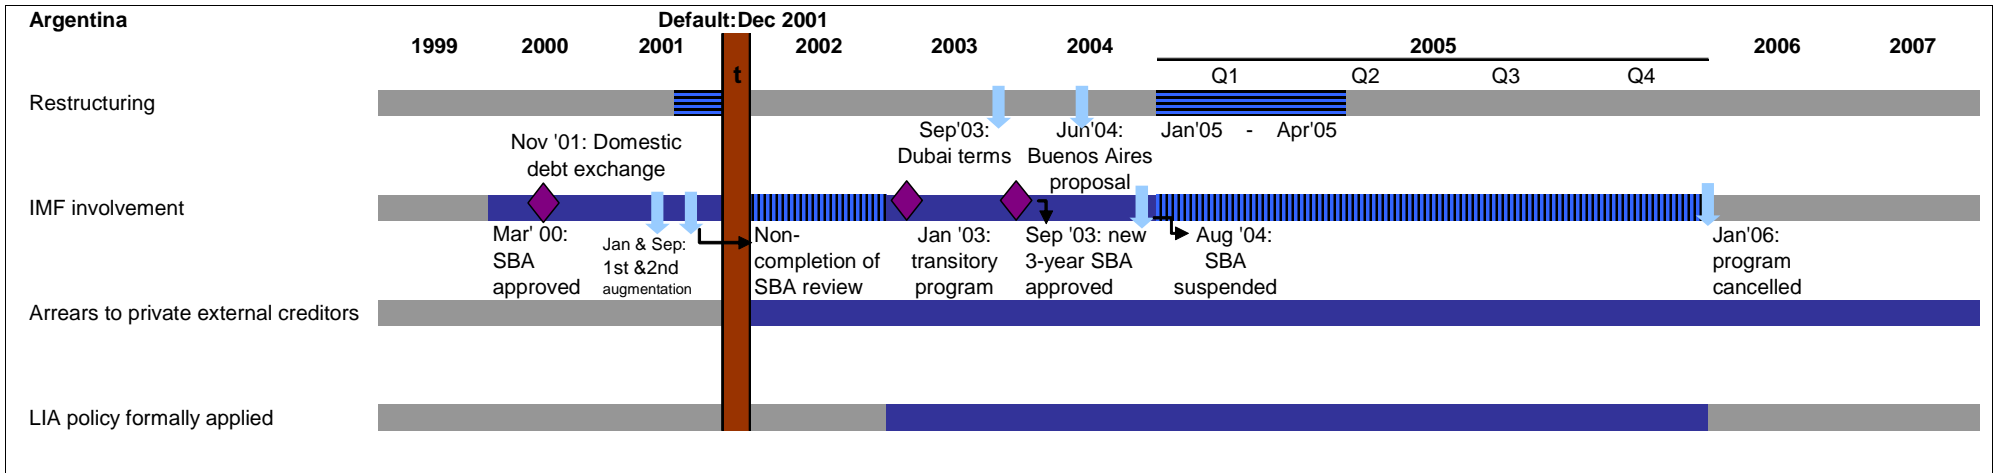 Argentina
Default:Dec 2001
1999 2000 2001 2002 2003 2004 2005 2006 2007
t
Q1 Q2 Q3 Q4
Restructuring
Nov '01: Domestic
debt exchange
Sep'03:
Dubai terms
Jun'04:
Buenos Aires
proposal
Jan'05 - Apr'05
IMF involvement
Mar' 00:
SBA
approved
Jan & Sep:
1st &2nd
augmentation
Non-
completion of
SBA review
Jan '03:
transitory
program
Sep '03: new
3-year SBA
approved
Aug '04:
SBA
suspended
Jan'06:
program
cancelled
Arrears to private external creditors
LIA policy formally applied